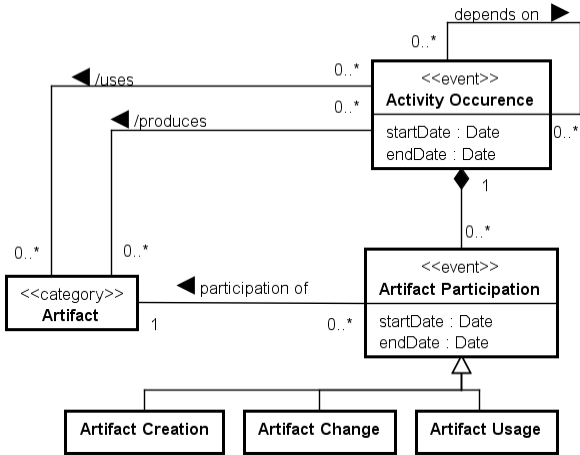 depends on
0..*
/uses
0..*
<<event>>
Activity Occurence
0..*
/produces
startDate : Date
0..*
endDate : Date
1
0..*
0..*
0..*
<<event>>
Artifact Participation
<<category>>
Artifact
participation of
1
0..*
startDate : Date
endDate : Date
Artifact Creation
Artifact Change
Artifact Usage